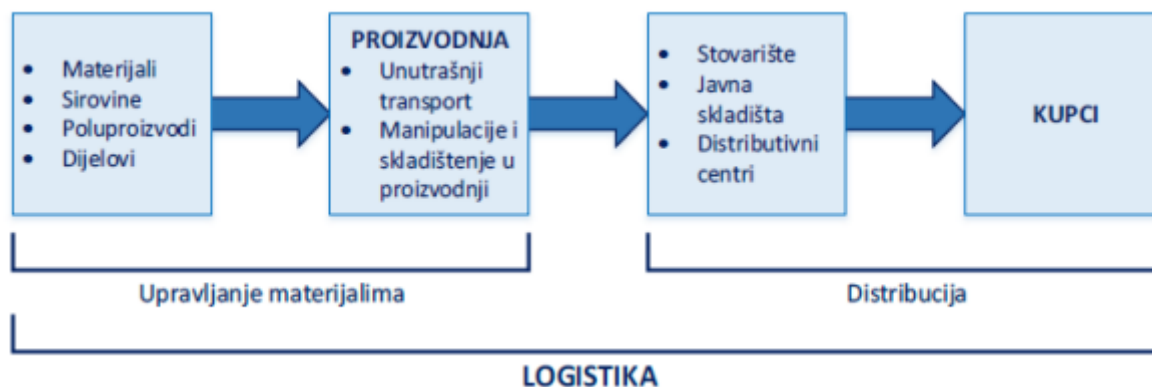 • Materijali
• Sirovine
• Poluproizvodi
• Dijelovi
PROIZVODNJA
• Unutrašnji
transport
• Manipulacije i
skladištenje u
proizvodnji
• Stovarište
• Javna
skladišta
• Distributivni
centri
KUPCI
Upravljanje materijalima
Distribucija
LOGISTIKA